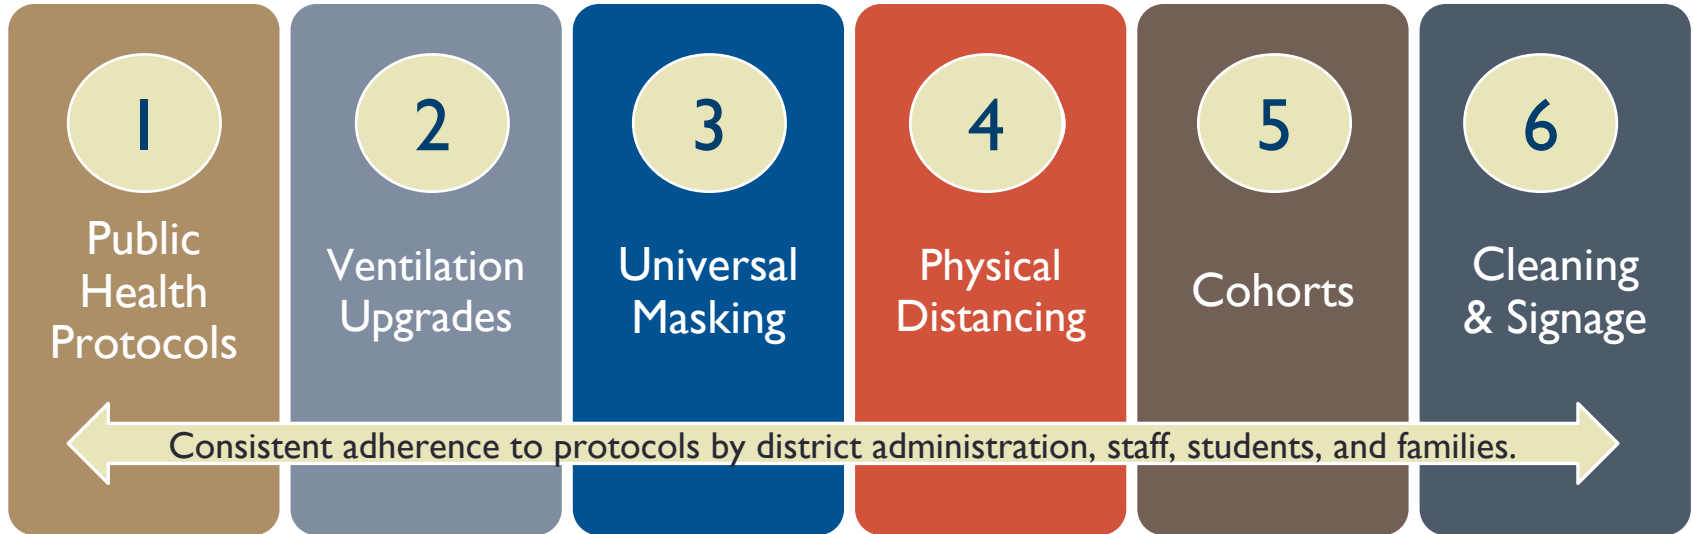 1
Public
Health
Protocols
2
Ventilation
Upgrades
3
Universal
Masking
4
Physical
Distancing
5
Cohorts
6
Cleaning
& Signage
Consistent adherence to protocols by district administration, staff, students, and families.